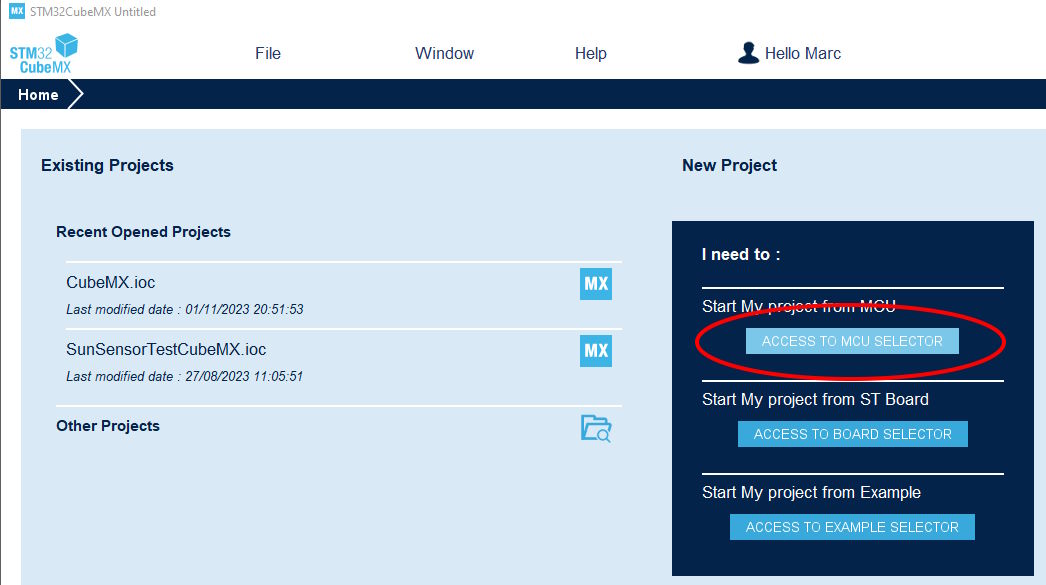 MX STM32CubeMX Untitled
STM32
CubeMX
File Window Help Hello Marc
Home
Existing Projects
Recent Opened Projects
CubeMX.ioc
MX
Last modified date : 01/11/2023 20:51:53
SunSensorTestCubeMX.ioc
MX
Last modified date : 27/08/2023 11:05:51
Other Projects
New Project
I need to :
Start My project from MCU
ACCESS TO MCU SELECTOR
Start My project from ST Board
ACCESS TO BOARD SELECTOR
Start My project from Example
ACCESS TO EXAMPLE SELECTOR